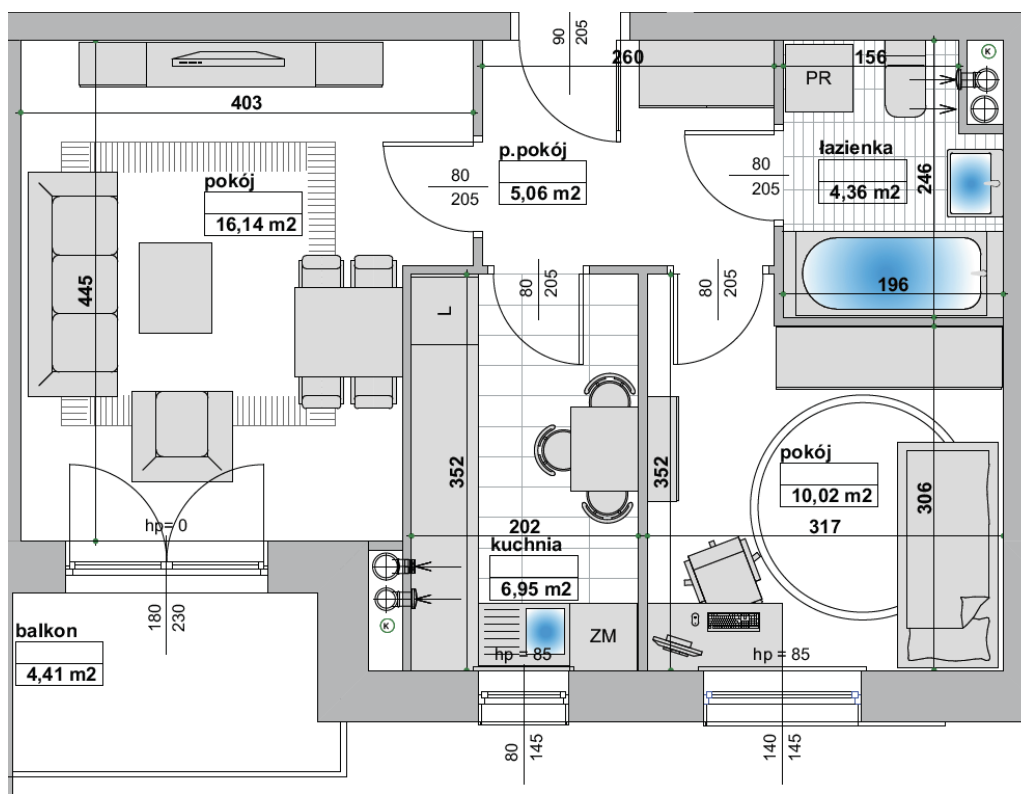 90
205
260
156
PR
K
403
p.pokój
5,06 m2
80
205
80
205
łazienka
4,36 m2
246
pokój
16,14 m2
445
80
205
80
205
196
L
352
352
pokój
10,02 m2
306
317
hp= 0
202
kuchnia
6,95 m2
K
ZM
hp = 85
hp = 85
180
230
balkon
4,41 m2
80
145
140
145